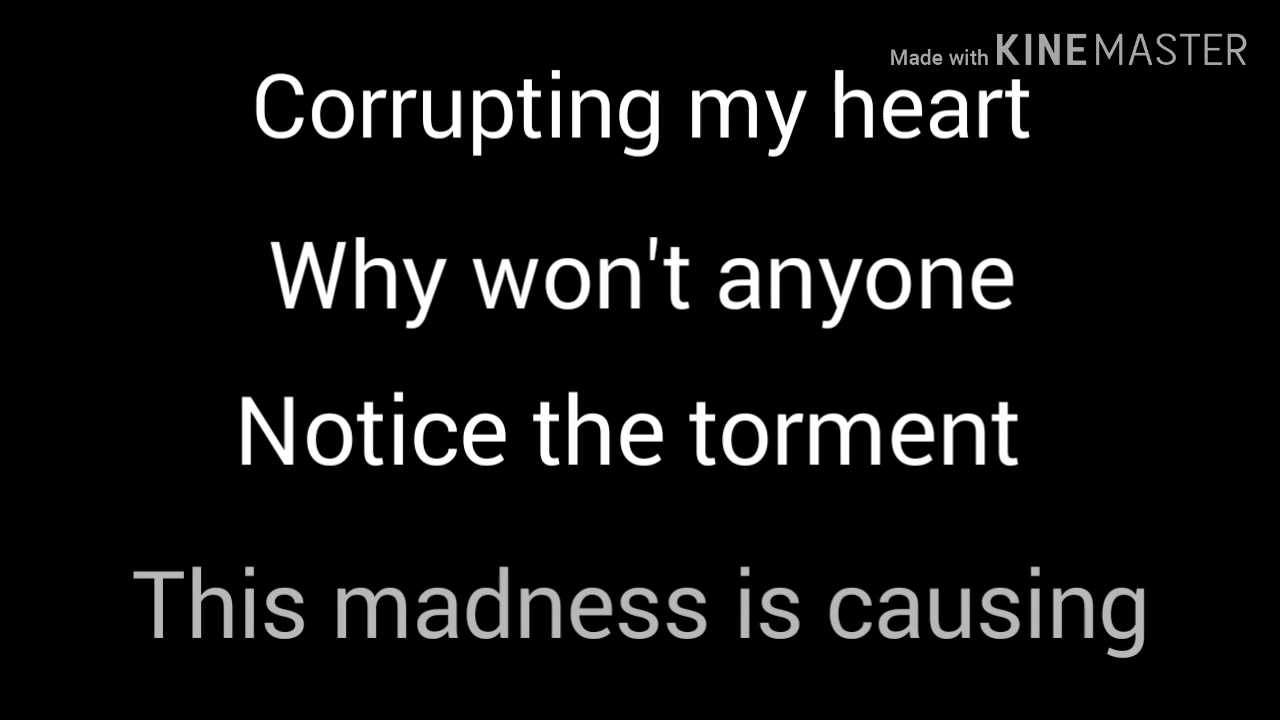 Made with KINEMASTER
Corrupting my heart
Why won't anyone
Notice the torment
This madness is causing